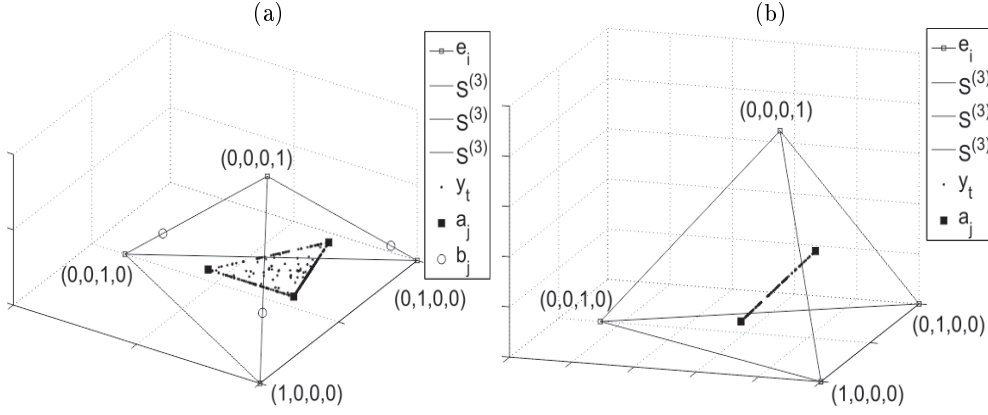 (a)
(0,0,0,1)
(0,0,1,0)
(0,1,0,0)
(1,0,0,0)
e_i
S^(3)
S^(3)
S^(3)
y_t
a_j
b_j
(b)
(0,0,0,1)
(0,0,1,0)
(0,1,0,0)
(1,0,0,0)
e_i
S^(3)
S^(3)
S^(3)
y_t
a_j